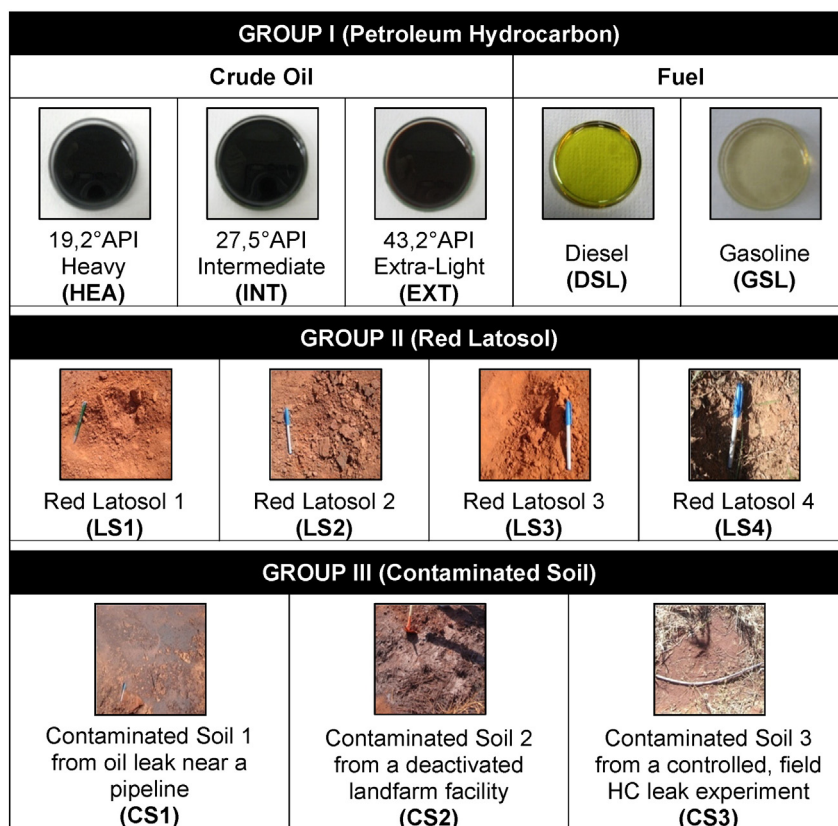 GROUP I (Petroleum Hydrocarbon)
Crude Oil
Fuel
19,2°API
Heavy
(HEA)
27,5°API
Intermediate
(INT)
43,2°API
Extra-Light
(EXT)
Diesel
(DSL)
Gasoline
(GSL)
GROUP II (Red Latosol)
Red Latosol 1
(LS1)
Red Latosol 2
(LS2)
Red Latosol 3
(LS3)
Red Latosol 4
(LS4)
GROUP III (Contaminated Soil)
Contaminated Soil 1
from oil leak near a
pipeline
(CS1)
Contaminated Soil 2
from a deactivated
landfarm facility
(CS2)
Contaminated Soil 3
from a controlled, field
HC leak experiment
(CS3)